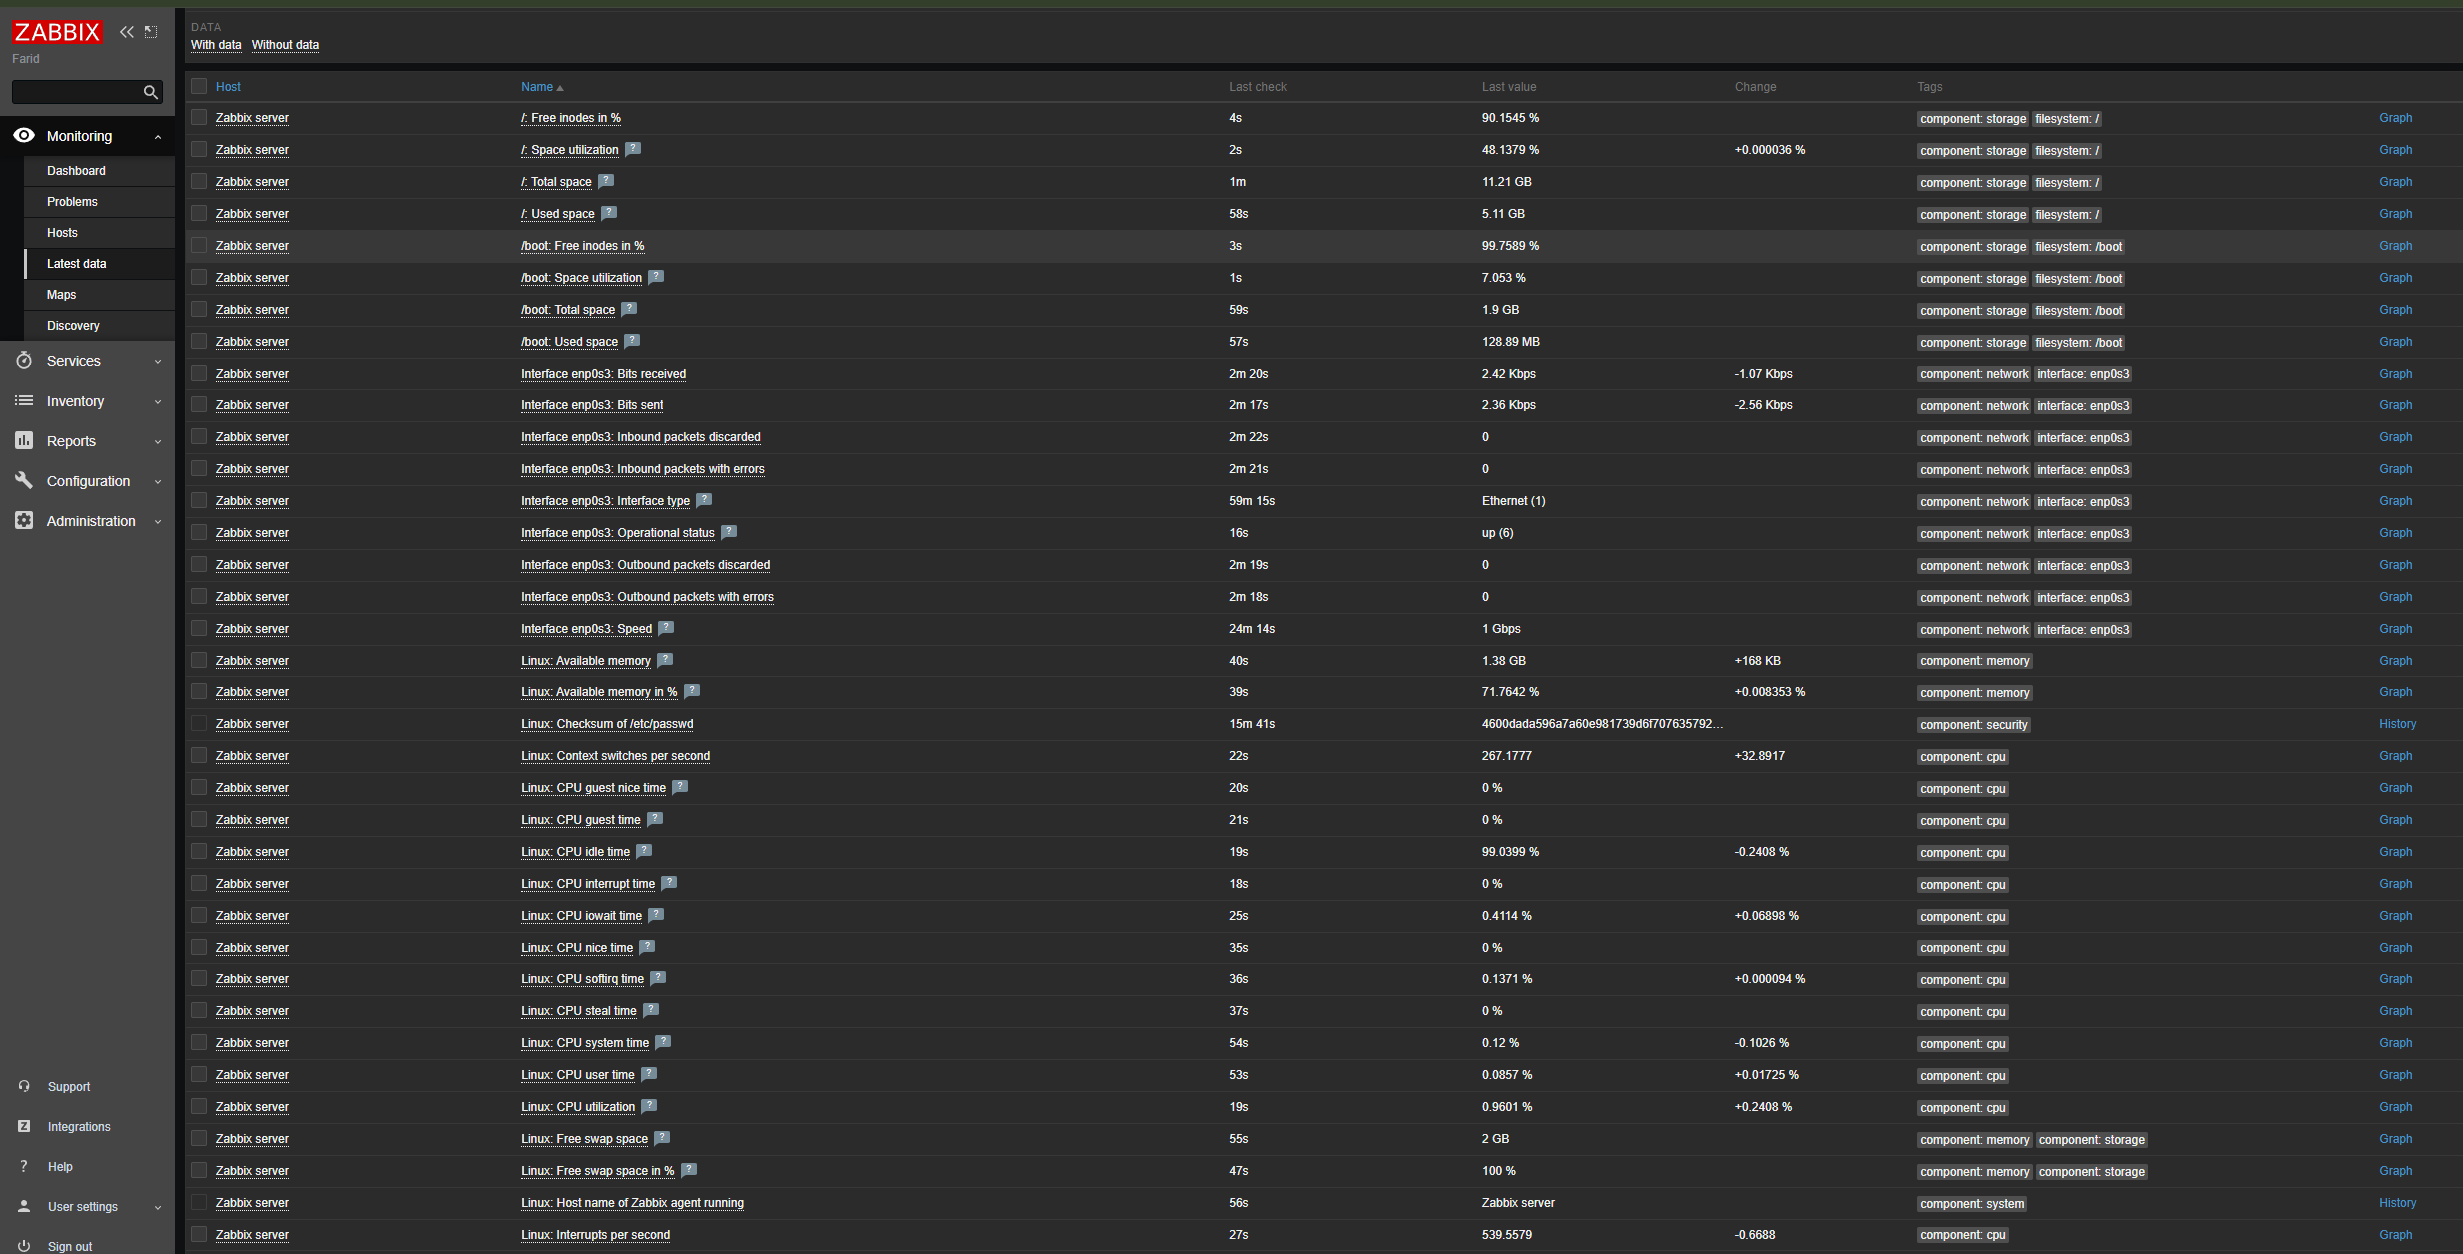 ZABBIX
Farid
Monitoring
Dashboard
Problems
Hosts
Latest data
Maps
Discovery
Services
Inventory
Reports
Configuration
Administration
Support
Integrations
Help
User settings
Sign out
DATA
With data Without data
Host Name Last check Last value Change Tags
Zabbix server /: Free inodes in % 4s 90.1545 % component: storage filesystem: / Graph
Zabbix server /: Space utilization ? 2s 48.1379 % +0.000036 % component: storage filesystem: / Graph
Zabbix server /: Total space ? 1m 11.21 GB component: storage filesystem: / Graph
Zabbix server /: Used space ? 58s 5.11 GB component: storage filesystem: / Graph
Zabbix server /boot: Free inodes in % 3s 99.7589 % component: storage filesystem: /boot Graph
Zabbix server /boot: Space utilization ? 1s 7.053 % component: storage filesystem: /boot Graph
Zabbix server /boot: Total space ? 59s 1.9 GB component: storage filesystem: /boot Graph
Zabbix server /boot: Used space ? 57s 128.89 MB component: storage filesystem: /boot Graph
Zabbix server Interface enp0s3: Bits received 2m 20s 2.42 Kbps -1.07 Kbps component: network interface: enp0s3 Graph
Zabbix server Interface enp0s3: Bits sent 2m 17s 2.36 Kbps -2.56 Kbps component: network interface: enp0s3 Graph
Zabbix server Interface enp0s3: Inbound packets discarded 2m 22s 0 component: network interface: enp0s3 Graph
Zabbix server Interface enp0s3: Inbound packets with errors 2m 21s 0 component: network interface: enp0s3 Graph
Zabbix server Interface enp0s3: Interface type ? 59m 15s Ethernet (1) component: network interface: enp0s3 Graph
Zabbix server Interface enp0s3: Operational status ? 16s up (6) component: network interface: enp0s3 Graph
Zabbix server Interface enp0s3: Outbound packets discarded 2m 19s 0 component: network interface: enp0s3 Graph
Zabbix server Interface enp0s3: Outbound packets with errors 2m 18s 0 component: network interface: enp0s3 Graph
Zabbix server Interface enp0s3: Speed ? 24m 14s 1 Gbps component: network interface: enp0s3 Graph
Zabbix server Linux: Available memory ? 40s 1.38 GB +168 KB component: memory Graph
Zabbix server Linux: Available memory in % ? 39s 71.7642 % +0.008353 % component: memory Graph
Zabbix server Linux: Checksum of /etc/passwd 15m 41s 4600dada596a7a60e981739d6f707635792... component: security History
Zabbix server Linux: Context switches per second 22s 267.1777 +32.8917 component: cpu Graph
Zabbix server Linux: CPU guest nice time ? 20s 0 % component: cpu Graph
Zabbix server Linux: CPU guest time ? 21s 0 % component: cpu Graph
Zabbix server Linux: CPU idle time ? 19s 99.0399 % -0.2408 % component: cpu Graph
Zabbix server Linux: CPU interrupt time ? 18s 0 % component: cpu Graph
Zabbix server Linux: CPU iowait time ? 25s 0.4114 % +0.06898 % component: cpu Graph
Zabbix server Linux: CPU nice time ? 35s 0 % component: cpu Graph
Zabbix server Linux: CPU softirq time ? 36s 0.1371 % +0.000094 % component: cpu Graph
Zabbix server Linux: CPU steal time ? 37s 0 % component: cpu Graph
Zabbix server Linux: CPU system time ? 54s 0.12 % -0.1026 % component: cpu Graph
Zabbix server Linux: CPU user time ? 53s 0.0857 % +0.01725 % component: cpu Graph
Zabbix server Linux: CPU utilization ? 19s 0.9601 % +0.2408 % component: cpu Graph
Zabbix server Linux: Free swap space ? 55s 2 GB component: memory component: storage Graph
Zabbix server Linux: Free swap space in % ? 47s 100 % component: memory component: storage Graph
Zabbix server Linux: Host name of Zabbix agent running 56s Zabbix server component: system History
Zabbix server Linux: Interrupts per second 27s 539.5579 -0.6688 component: cpu Graph